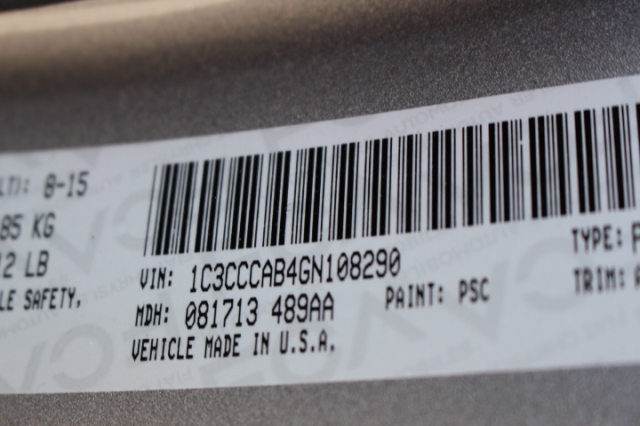 LT): 8-15
85 KG
2 LB
LE SAFETY,
VIN: 1C3CCCAB4GN108290
TYPE:
MDH: 081713 489AA
PAINT: PSC
TRIM:
VEHICLE MADE IN U.S.A.